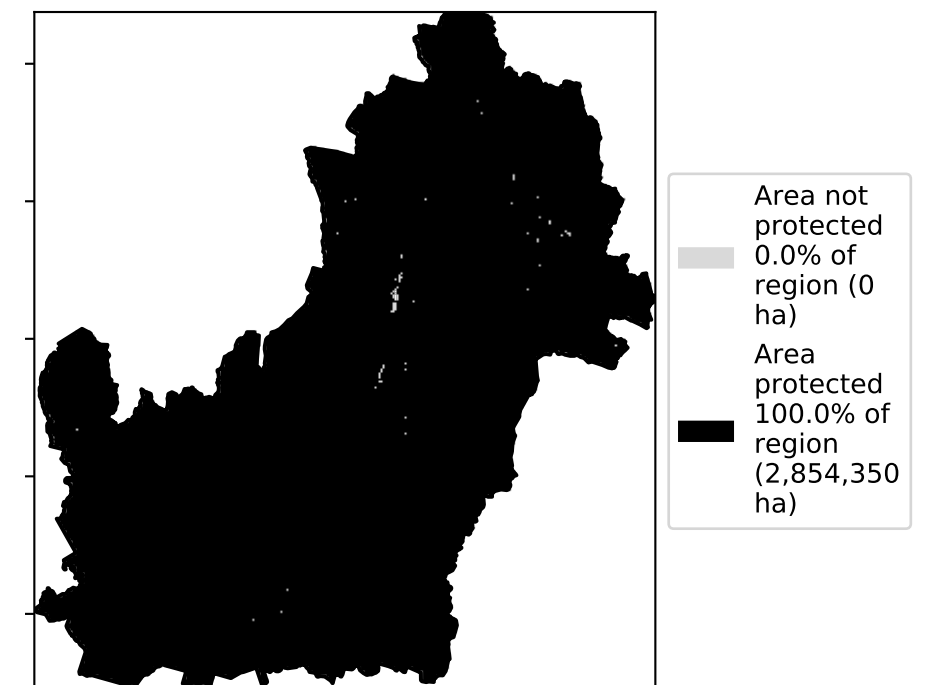 Area not
protected
0.0% of
region (0
ha)
Area
protected
100.0% of
region
(2,854,350
ha)